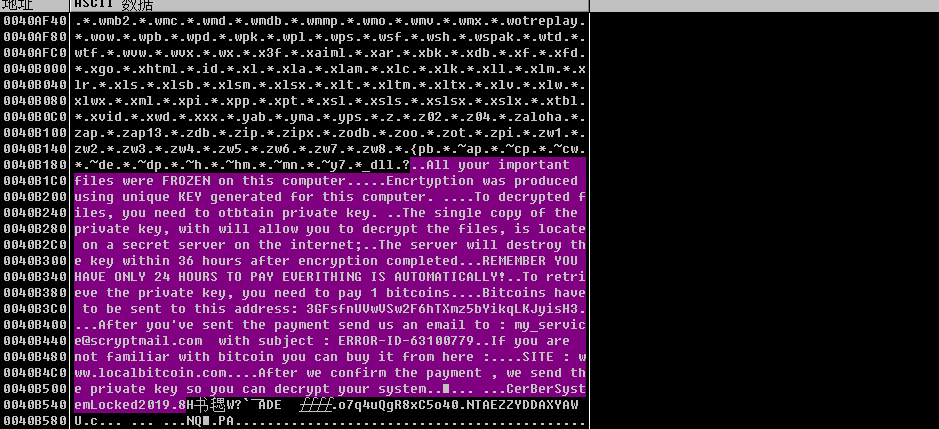 地址 ASCII 数据
0040AF40 .*.wmb2.*.wmc.*.wmd.*.wmdb.*.wmmp.*.wmo.*.wmv.*.wmx.*.wotreplay.
0040AF80 *.wow.*.wpb.*.wpd.*.wpk.*.wpl.*.wps.*.wsf.*.wsh.*.wspak.*.wtd.*.
0040AFC0 wtf.*.wvw.*.wvx.*.wx.*.x3f.*.xaiml.*.xar.*.xbk.*.xdb.*.xf.*.xfd.
0040B000 *.xgo.*.xhtml.*.id.*.xl.*.xla.*.xlam.*.xlc.*.xlk.*.xll.*.xlm.*.x
0040B040 lr.*.xls.*.xlsb.*.xlsm.*.xlsx.*.xlt.*.xltm.*.xltx.*.xlv.*.xlw.*.
0040B080 xlwx.*.xml.*.xpi.*.xpp.*.xpt.*.xsl.*.xsls.*.xslsx.*.xslx.*.xtbl.
0040B0C0 *.xvid.*.xwd.*.xxx.*.yab.*.yma.*.yps.*.z.*.z02.*.z04.*.zaloha.*.
0040B100 zap.*.zap13.*.zdb.*.zip.*.zipx.*.zodb.*.zoo.*.zot.*.zpi.*.zw1.*.
0040B140 zw2.*.zw3.*.zw4.*.zw5.*.zw6.*.zw7.*.zw8.*.{pb.*.~ap.*.~cp.*.~cw.
0040B180 *.~de.*.~dp.*.~h.*.~hm.*.~mn.*.~y7.*_dll.?..All your important
0040B1C0 files were FROZEN on this computer.....Encrtyption was produced
0040B200 using unique KEY generated for this computer. ....To decrypted f
0040B240 iles, you need to otbtain private key. ..The single copy of the
0040B280 private key, with will allow you to decrypt the files, is locate
0040B2C0 on a secret server on the internet;..The server will destroy th
0040B300 e key within 36 hours after encryption completed...REMEMBER YOU
0040B340 HAVE ONLY 24 HOURS TO PAY EVERITHING IS AUTOMATICALLY!..To retri
0040B380 eve the private key, you need to pay 1 bitcoins....Bitcoins have
0040B3C0 to be sent to this address: 3GFsfnUVwVSw2F6hTXmz5bYikqLKJyisH3.
0040B400 ...After you've sent the payment send us an email to : my_servic
0040B440 e@scryptmail.com  with subject : ERROR-ID-63100779..If you are
0040B480 not familiar with bitcoin you can buy it from here :....SITE : w
0040B4C0 ww.localbitcoin.com....After we confirm the payment , we send th
0040B500 e private key so you can decrypt your system.. ... ...CerBerSyst
0040B540 emLocked2019.8H书 W?`¯ADE .o7q4uQgR8xC5o40.NTAEZZYDDAXYAW
0040B580 U.c... ... ...NQ .PA..............................